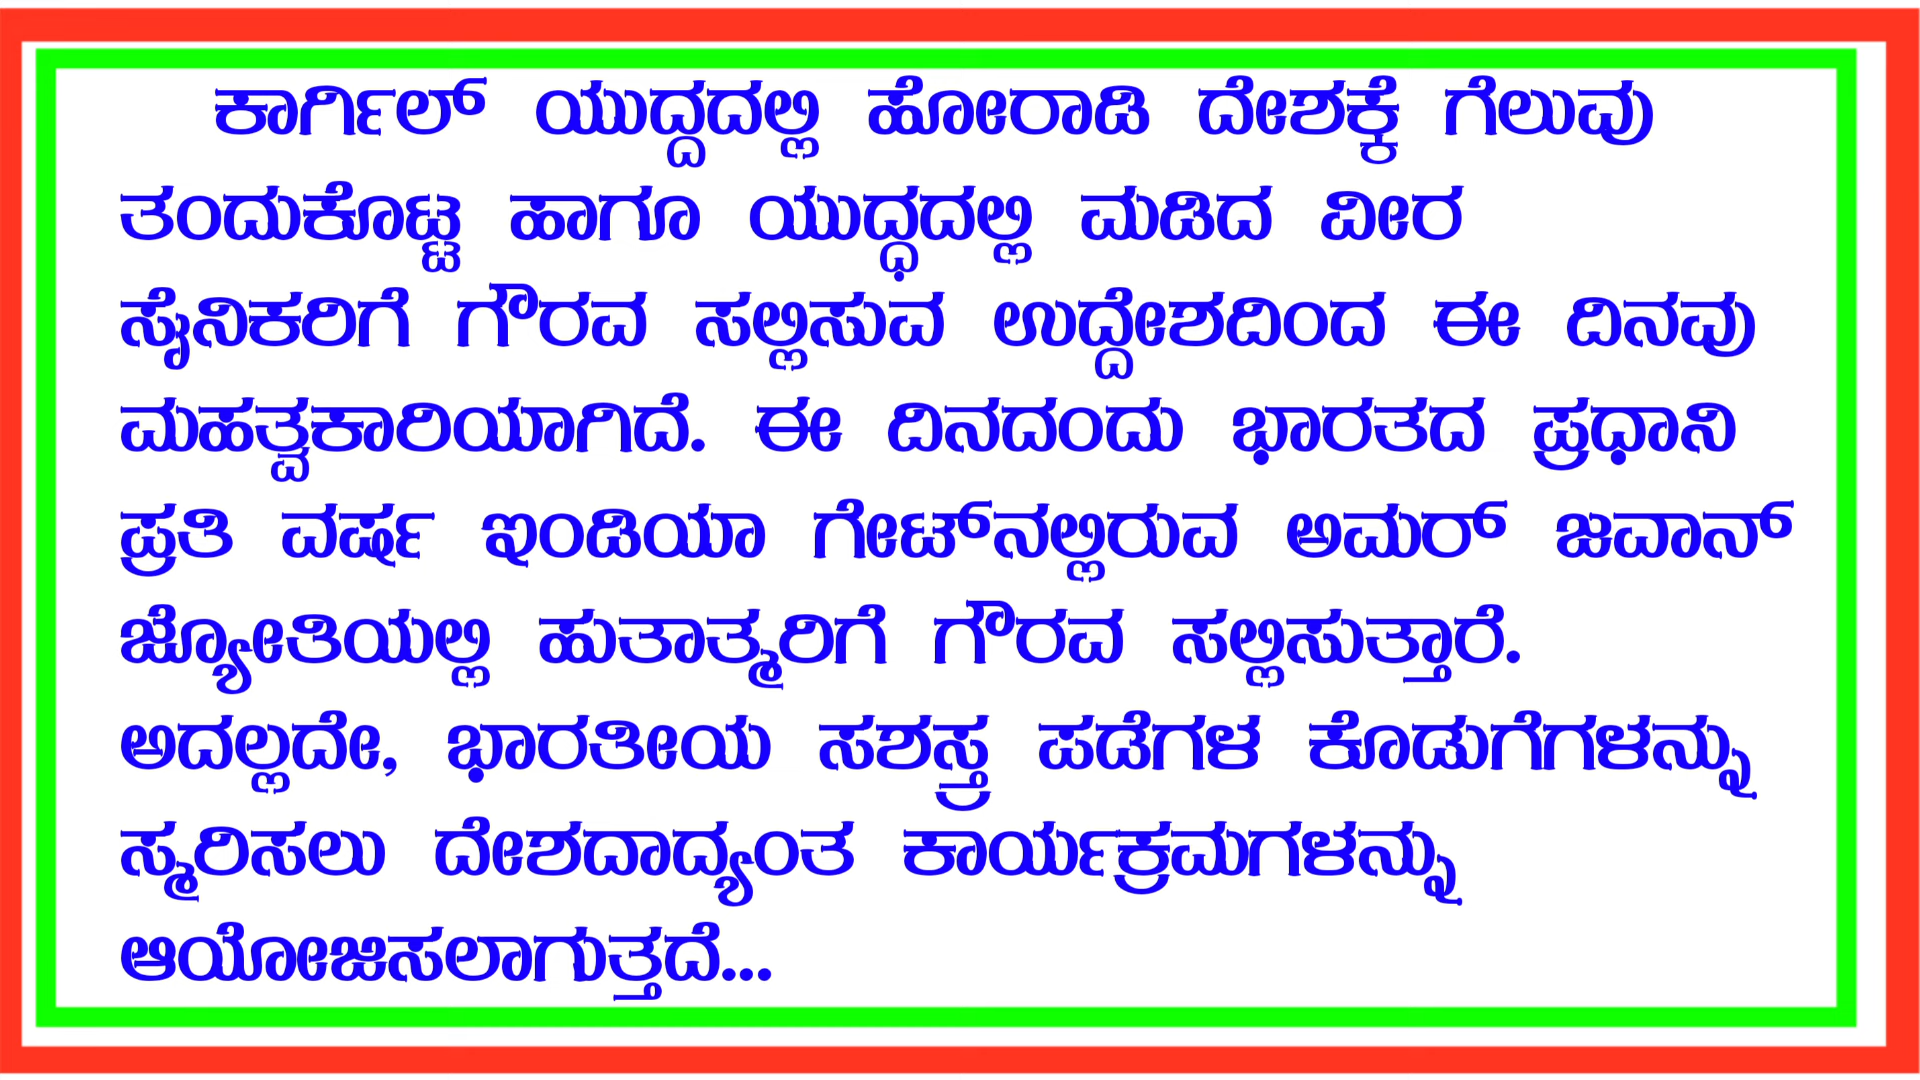 ಕಾರ್ಗಿಲ್ ಯುದ್ದದಲ್ಲಿ ಹೋರಾಡಿ ದೇಶಕ್ಕೆ ಗೆಲುವು
ತಂದುಕೊಟ್ಟ ಹಾಗೂ ಯುದ್ಧದಲ್ಲಿ ಮಡಿದ ವೀರ
ಸೈನಿಕರಿಗೆ ಗೌರವ ಸಲ್ಲಿಸುವ ಉದ್ದೇಶದಿಂದ ಈ ದಿನವು
ಮಹತ್ವಕಾರಿಯಾಗಿದೆ. ಈ ದಿನದಂದು ಭಾರತದ ಪ್ರಧಾನಿ
ಪ್ರತಿ ವರ್ಷ ಇಂಡಿಯಾ ಗೇಟ್‌ನಲ್ಲಿರುವ ಅಮರ್ ಜವಾನ್
ಜ್ಯೋತಿಯಲ್ಲಿ ಹುತಾತ್ಮರಿಗೆ ಗೌರವ ಸಲ್ಲಿಸುತ್ತಾರೆ.
ಅದಲ್ಲದೇ, ಭಾರತೀಯ ಸಶಸ್ತ್ರ ಪಡೆಗಳ ಕೊಡುಗೆಗಳನ್ನು
ಸ್ಮರಿಸಲು ದೇಶದಾದ್ಯಂತ ಕಾರ್ಯಕ್ರಮಗಳನ್ನು
ಆಯೋಜಿಸಲಾಗುತ್ತದೆ...